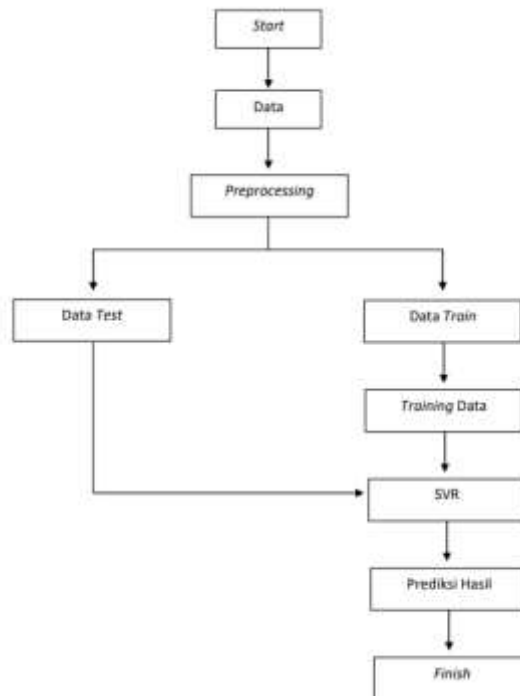 Start
Data
Preprocessing
Data Test
Data Train
Training Data
SVR
Prediksi Hasil
Finish